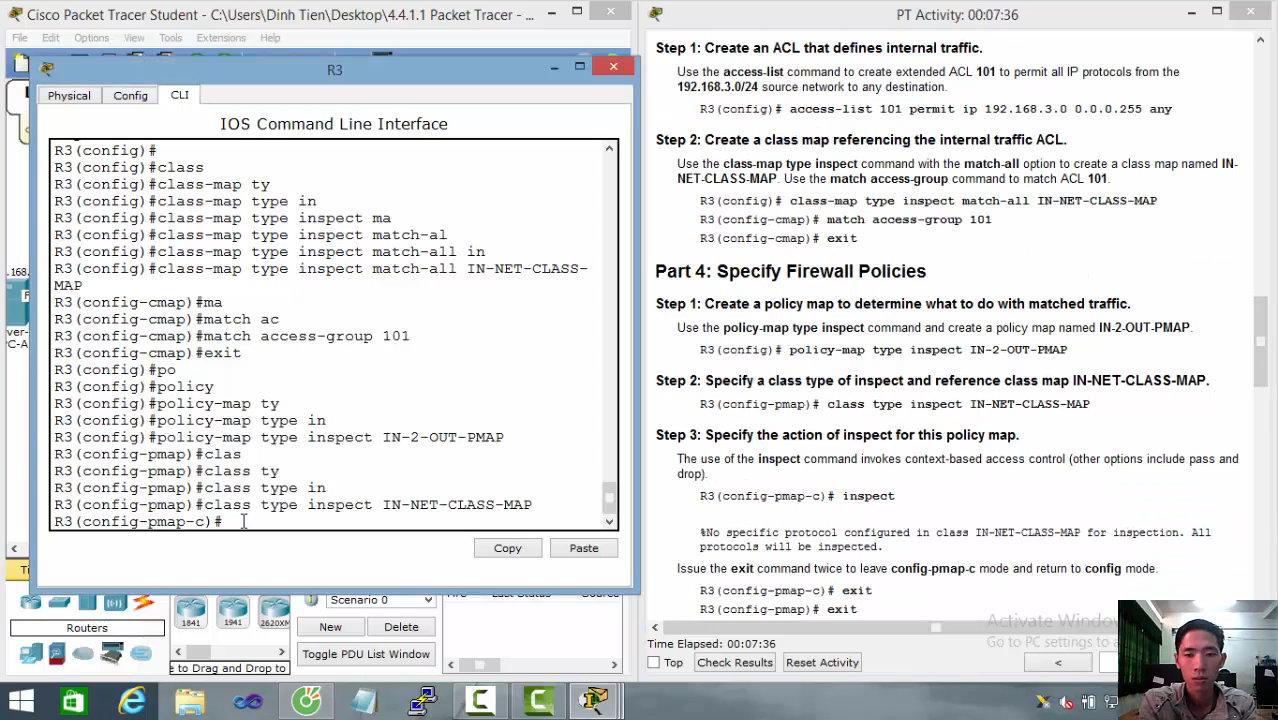 Cisco Packet Tracer Student - C:\Users\Dinh Tien\Desktop\4.4.1.1 Packet Tracer - ...
File Edit Options View Tools Extensions Help
R3
Physical Config CLI
IOS Command Line Interface
R3(config)#
R3(config)#class
R3(config)#class-map ty
R3(config)#class-map type in
R3(config)#class-map type inspect ma
R3(config)#class-map type inspect match-al
R3(config)#class-map type inspect match-all in
R3(config)#class-map type inspect match-all IN-NET-CLASS-
MAP
R3(config-cmap)#ma
R3(config-cmap)#match ac
R3(config-cmap)#match access-group 101
R3(config-cmap)#exit
R3(config)#po
R3(config)#policy
R3(config)#policy-map ty
R3(config)#policy-map type in
R3(config)#policy-map type inspect IN-2-OUT-PMAP
R3(config-pmap)#clas
R3(config-pmap)#class ty
R3(config-pmap)#class type in
R3(config-pmap)#class type inspect IN-NET-CLASS-MAP
R3(config-pmap-c)#
Copy Paste
.168.
ver-
C-A
Ti
Scenario 0
Last Status
Source
1841 1941 2620XM
New Delete
Routers
Toggle PDU List Window
e to Drag and Drop to
PT Activity: 00:07:36
Step 1: Create an ACL that defines internal traffic.
Use the access-list command to create extended ACL 101 to permit all IP protocols from the
192.168.3.0/24 source network to any destination.
R3(config)# access-list 101 permit ip 192.168.3.0 0.0.0.255 any
Step 2: Create a class map referencing the internal traffic ACL.
Use the class-map type inspect command with the match-all option to create a class map named IN-
NET-CLASS-MAP. Use the match access-group command to match ACL 101.
R3(config)# class-map type inspect match-all IN-NET-CLASS-MAP
R3(config-cmap)# match access-group 101
R3(config-cmap)# exit
Part 4: Specify Firewall Policies
Step 1: Create a policy map to determine what to do with matched traffic.
Use the policy-map type inspect command and create a policy map named IN-2-OUT-PMAP.
R3(config)# policy-map type inspect IN-2-OUT-PMAP
Step 2: Specify a class type of inspect and reference class map IN-NET-CLASS-MAP.
R3(config-pmap)# class type inspect IN-NET-CLASS-MAP
Step 3: Specify the action of inspect for this policy map.
The use of the inspect command invokes context-based access control (other options include pass and
drop).
R3(config-pmap-c)# inspect
%No specific protocol configured in class IN-NET-CLASS-MAP for inspection. All
protocols will be inspected.
Issue the exit command twice to leave config-pmap-c mode and return to config mode.
R3(config-pmap-c)# exit
R3(config-pmap)# exit
Activate Window
Go to PC settings to a
Time Elapsed: 00:07:36
Top Check Results Reset Activity <